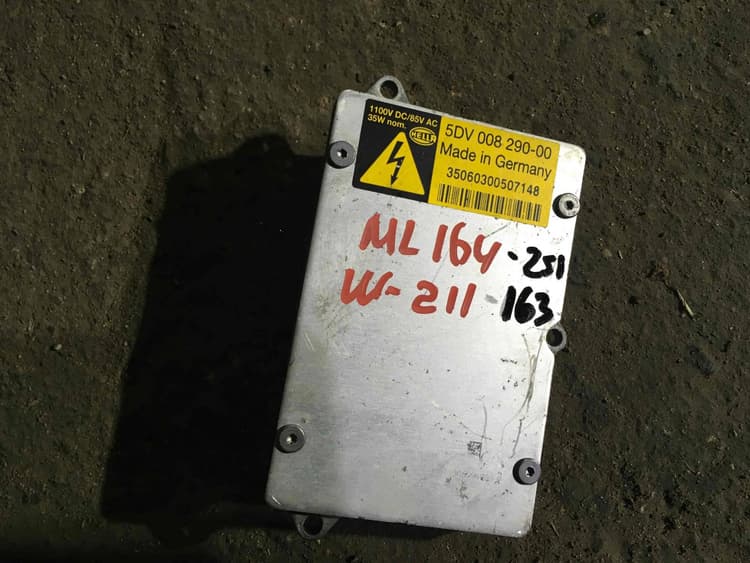 1100V DC/85V AC
35W nom.
HELLA
5DV 008 290-00
Made in Germany
35060300507148
ML 164 - 251
W-211 - 163